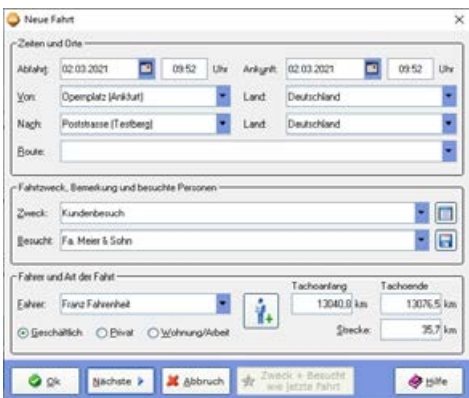 Neue Fahrt
Zeiten und Orte
Abfahrt: 02.03.2021 09:52 Uhr Ankunft: 02.03.2021 09:52 Uhr
Von: Opernplatz (Ankfurt) Land: Deutschland
Nach: Poststrasse (Testberg) Land: Deutschland
Route:
Fahrtzweck, Bemerkung und besuchte Personen
Zweck: Kundenbesuch
Besucht: Fa. Meier & Sohn
Fahrer und Art der Fahrt
Tachoanfang Tachoende
Fahrer: Franz Fahrenheit 13040,8 km 13076,5 km
Geschäftlich Privat Wohnung/Arbeit Strecke: 35,7 km
Ok Nächste Abbruch Zweck + Besucht Hilfe
wie letzte Fahrt